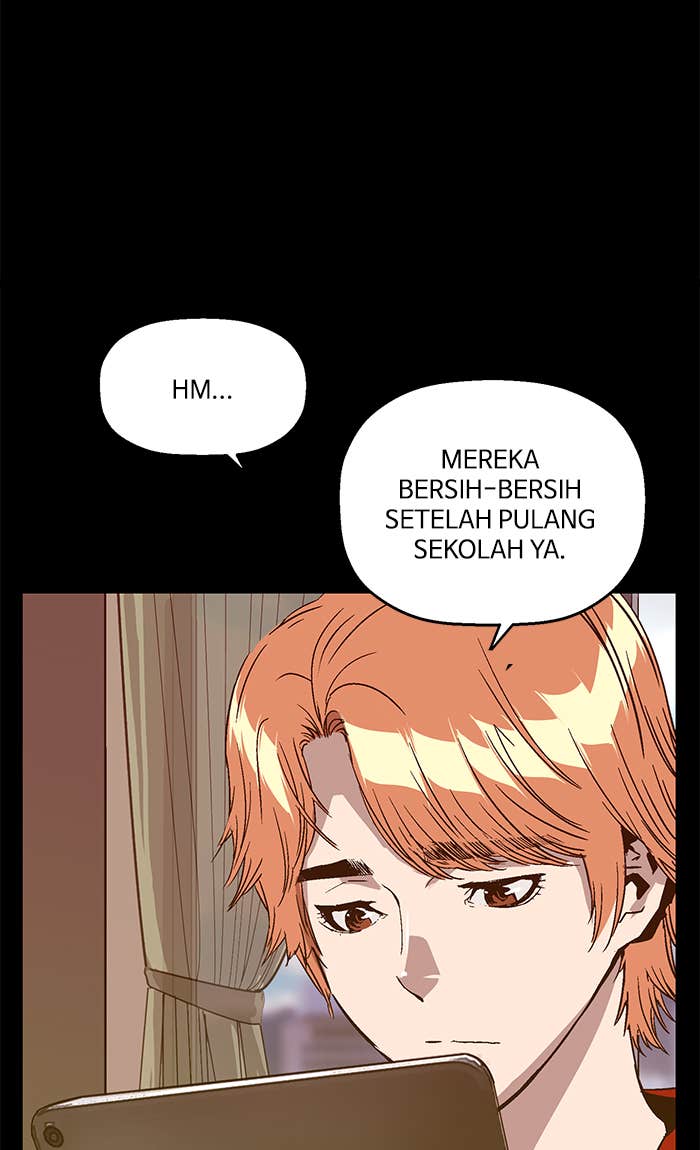 HM...
MEREKA
BERSIH-BERSIH
SETELAH PULANG
SEKOLAH YA.